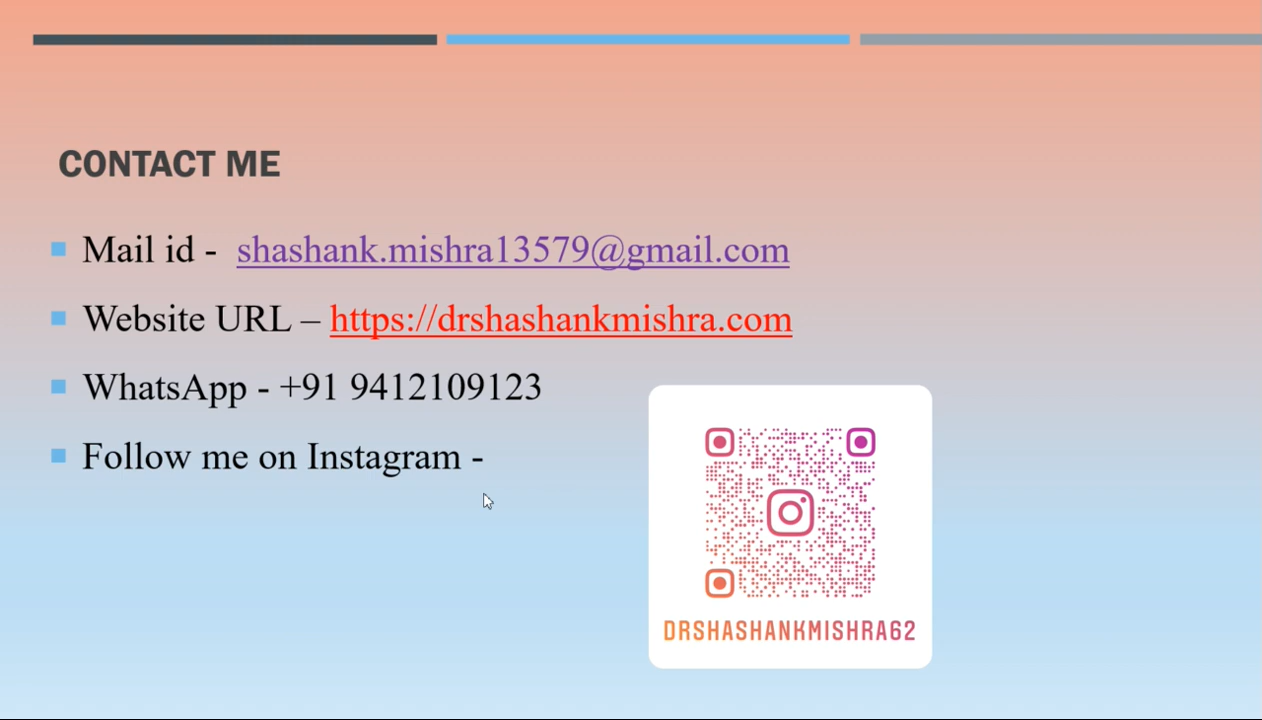 CONTACT ME
Mail id - shashank.mishra13579@gmail.com
Website URL – https://drshashankmishra.com
WhatsApp - +91 9412109123
Follow me on Instagram -
DRSHASHANKMISHRA62